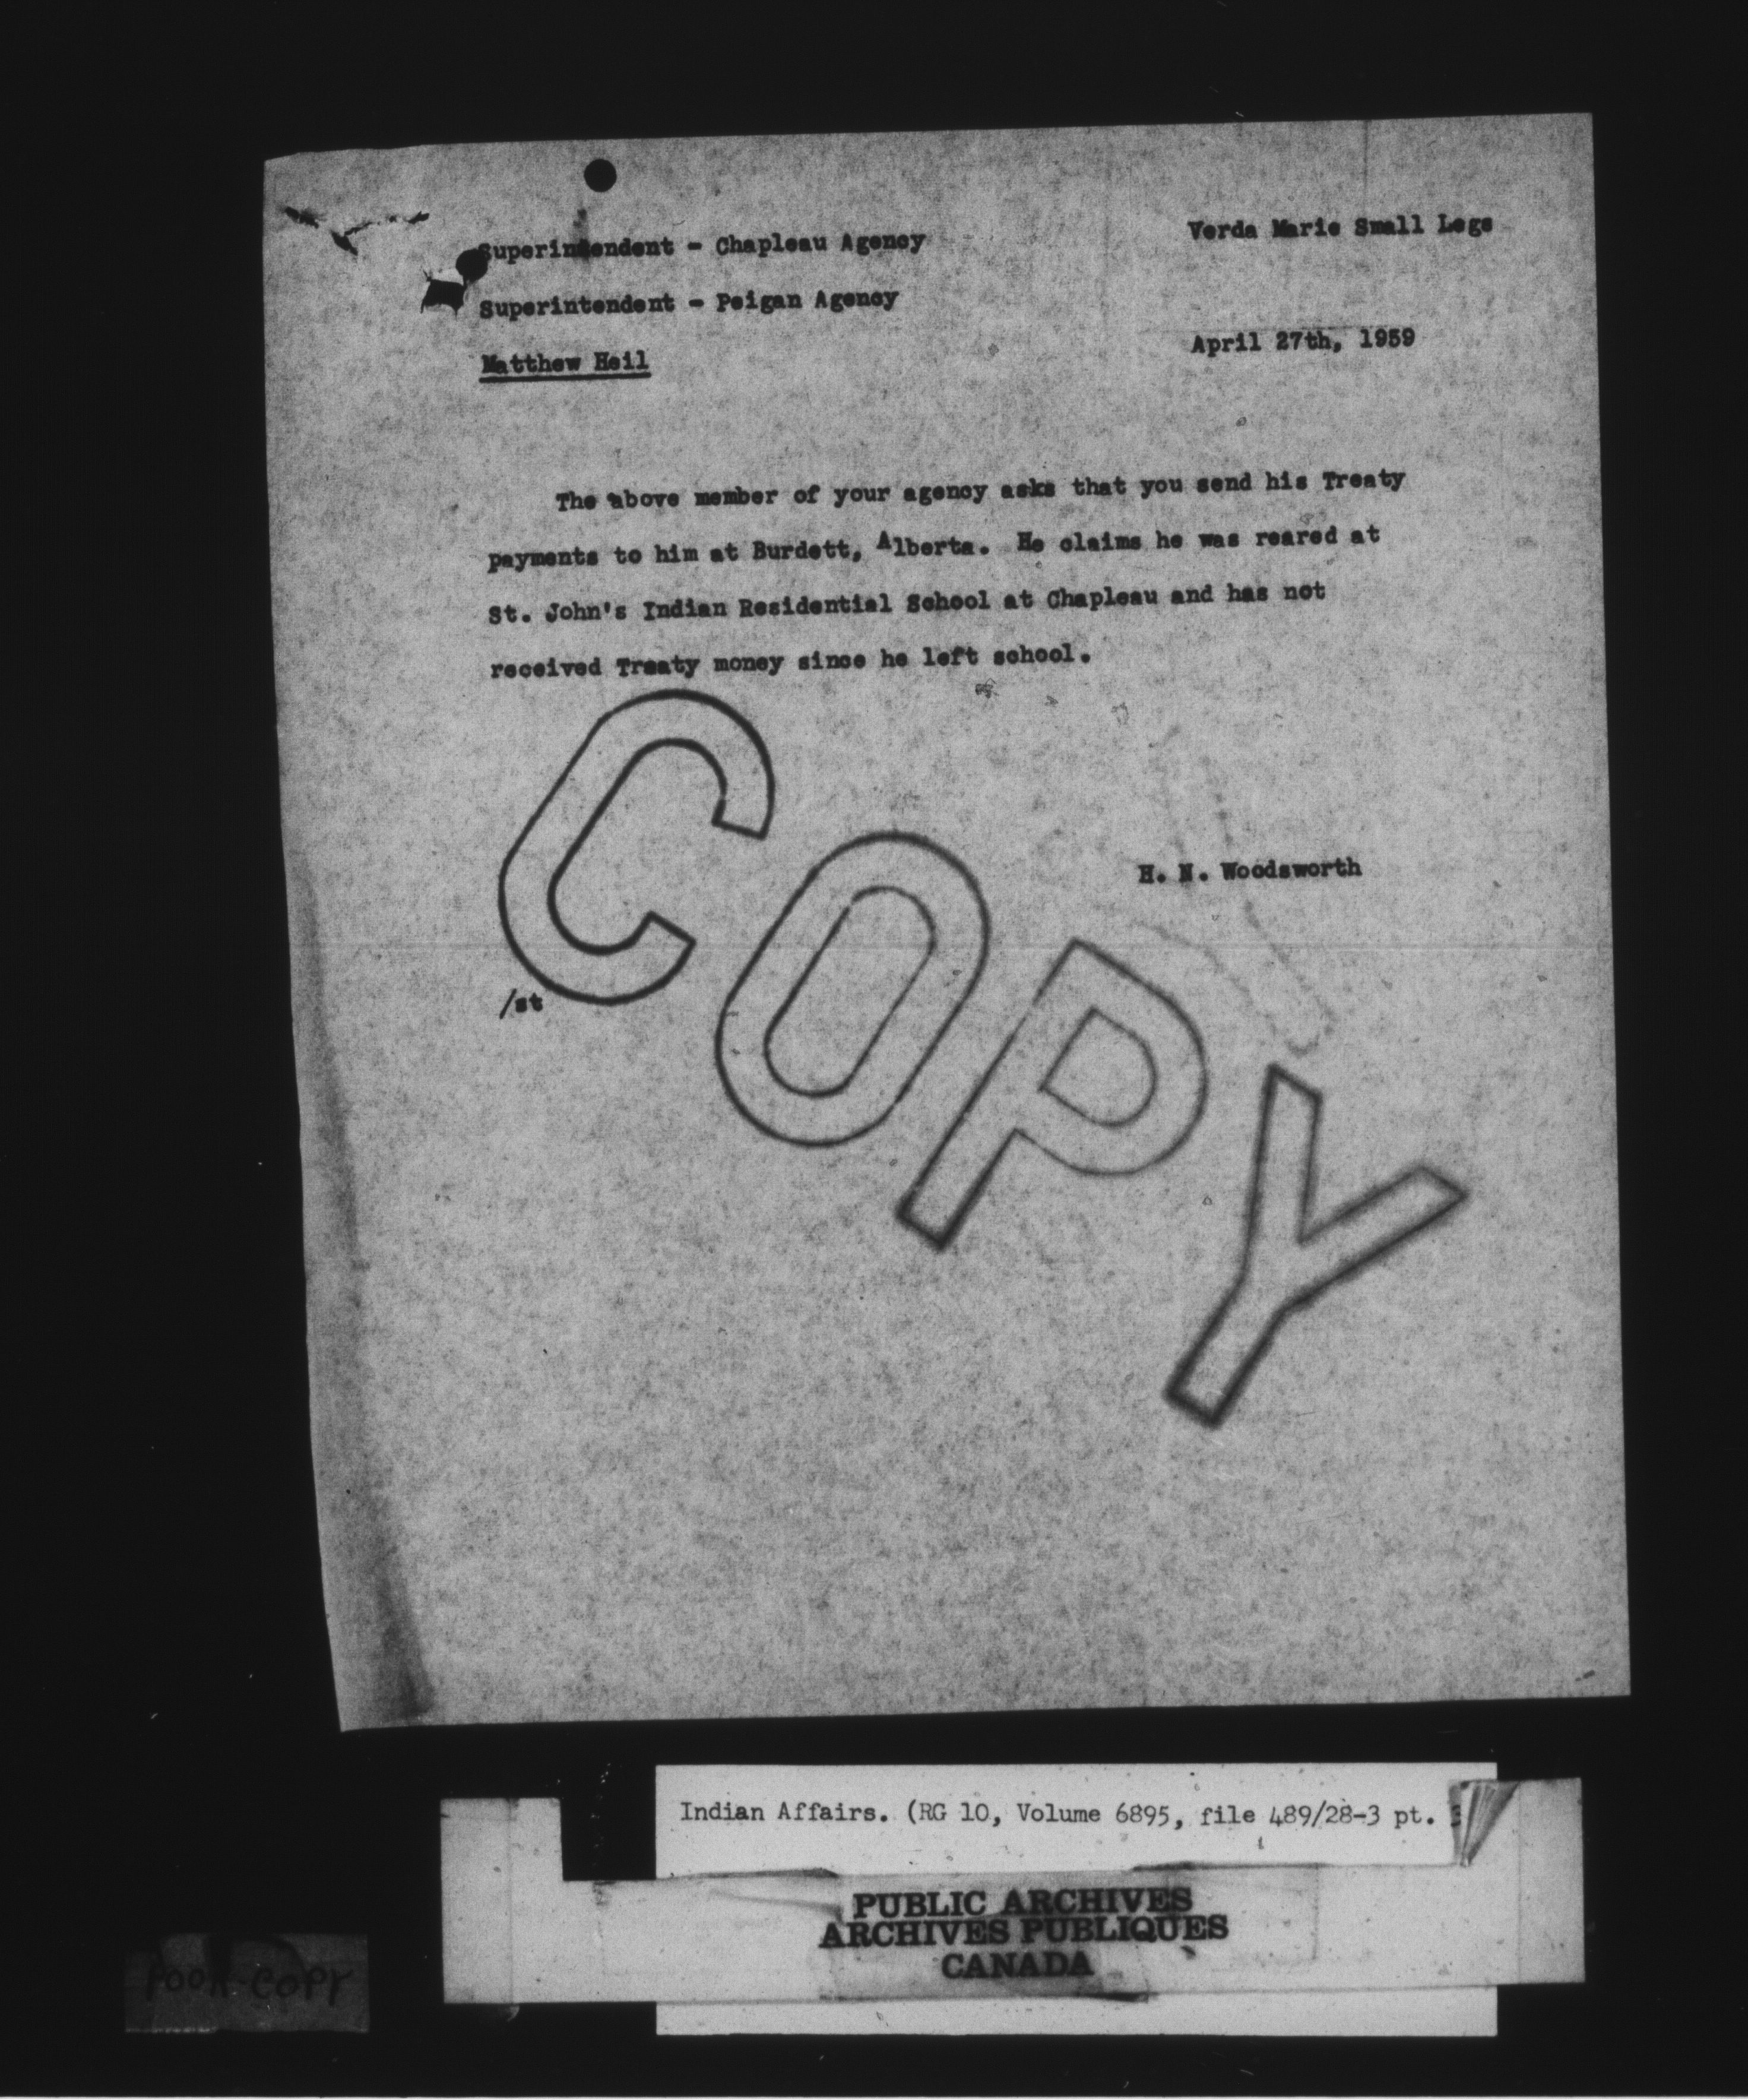 Superintendent - Chapleau Agency
Verda Marie Small Legs
Superintendent - Peigan Agency
April 27th, 1959
Matthew Heil
The above member of your agency asks that you send his Treaty
payments to him at Burdett, Alberta. He claims he was reared at
St. John's Indian Residential School at Chapleau and has not
received Treaty money since he left school.
H. N. Woodsworth
/st
COPY
Indian Affairs. (RG 10, Volume 6895, file 489/28-3 pt.
PUBLIC ARCHIVES
ARCHIVES PUBLIQUES
CANADA
POOR COPY